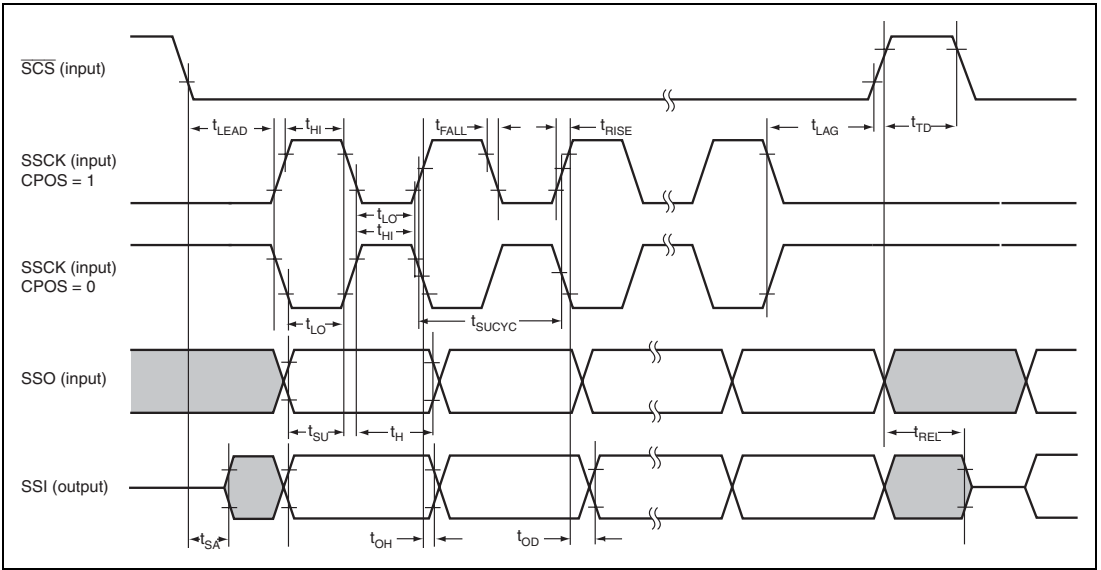 SCS (input)
tLEAD
tHI
tFALL
tRISE
tLAG
tTD
SSCK (input)
CPOS = 1
tLO
tHI
SSCK (input)
CPOS = 0
tLO
tSUCYC
SSO (input)
tSU
tH
tREL
SSI (output)
tSA
tOH
tOD